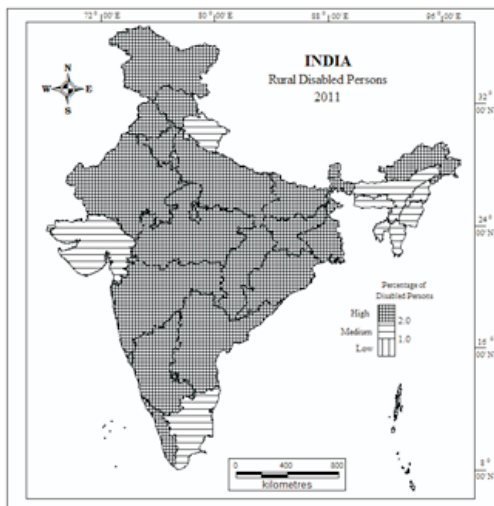 72° 00'E 80° 00'E 88° 00'E 96° 00'E
INDIA
Rural Disabled Persons
2011
N
W E
S
32°
00'N
24°
00'N
Percentage of
Disabled Persons
High
2.0
Medium
1.0
Low
16°
00'N
8°
00'N
0 400 800
kilometres